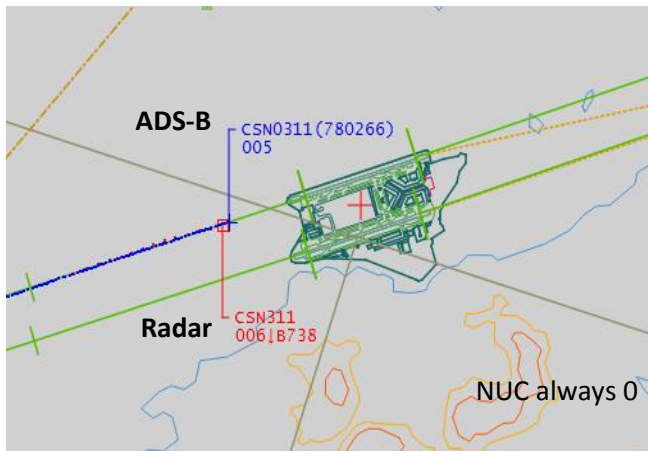 ADS-B
CSN0311(780266)
005
Radar
CSN311
006↓B738
NUC always 0